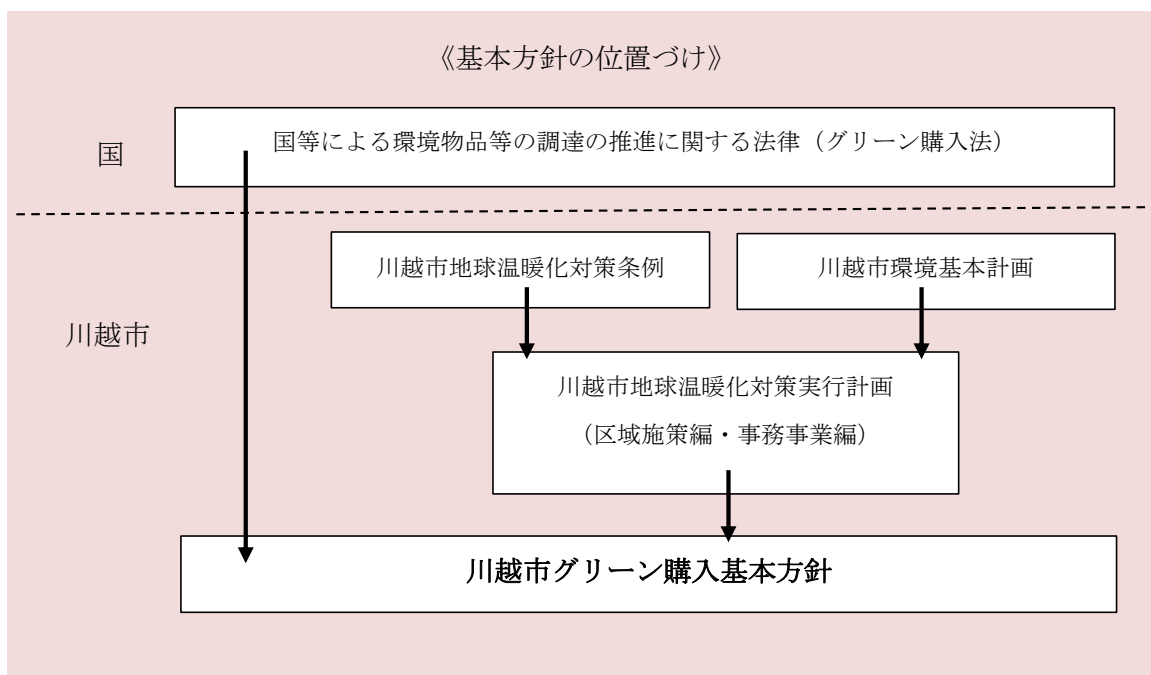 《基本方針の位置づけ》
国
国等による環境物品等の調達の推進に関する法律（グリーン購入法）
川越市地球温暖化対策条例
川越市環境基本計画
川越市
川越市地球温暖化対策実行計画
（区域施策編・事務事業編）
川越市グリーン購入基本方針